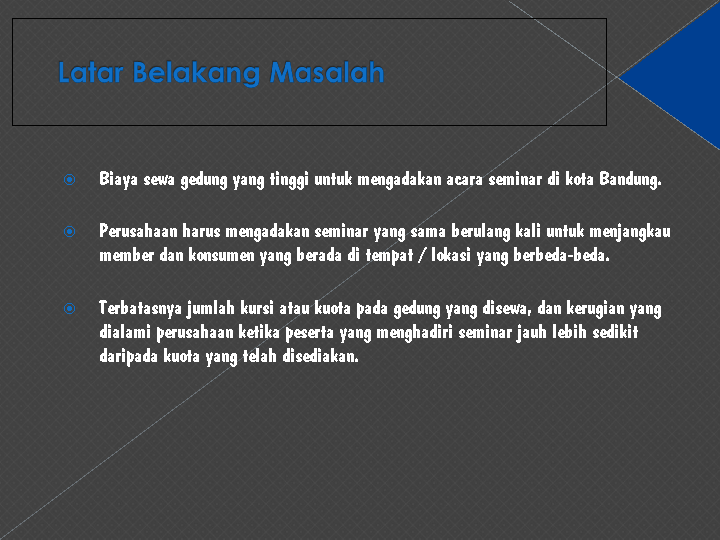 Latar Belakang Masalah
Biaya sewa gedung yang tinggi untuk mengadakan acara seminar di kota Bandung.
Perusahaan harus mengadakan seminar yang sama berulang kali untuk menjangkau
member dan konsumen yang berada di tempat / lokasi yang berbeda-beda.
Terbatasnya jumlah kursi atau kuota pada gedung yang disewa, dan kerugian yang
dialami perusahaan ketika peserta yang menghadiri seminar jauh lebih sedikit
daripada kuota yang telah disediakan.